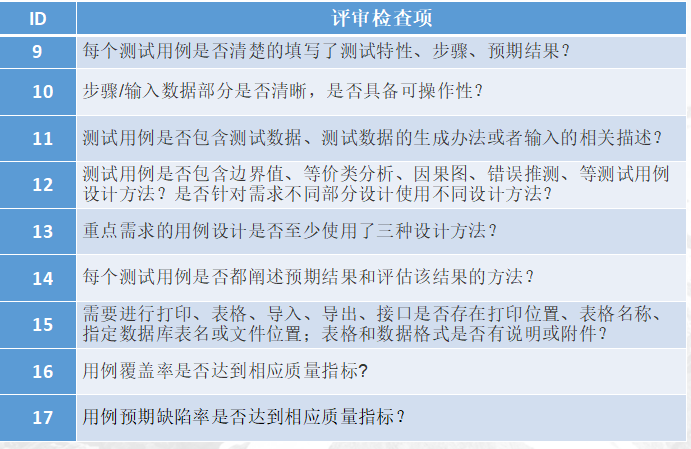 ID 评审检查项
9 每个测试用例是否清楚的填写了测试特性、步骤、预期结果？
10 步骤/输入数据部分是否清晰，是否具备可操作性？
11 测试用例是否包含测试数据、测试数据的生成办法或者输入的相关描述？
12 测试用例是否包含边界值、等价类分析、因果图、错误推测、等测试用例
设计方法？是否针对需求不同部分设计使用不同设计方法？
13 重点需求的用例设计是否至少使用了三种设计方法？
14 每个测试用例是否都阐述预期结果和评估该结果的方法？
15 需要进行打印、表格、导入、导出、接口是否存在打印位置、表格名称、
指定数据库表名或文件位置；表格和数据格式是否有说明或附件？
16 用例覆盖率是否达到相应质量指标?
17 用例预期缺陷率是否达到相应质量指标？